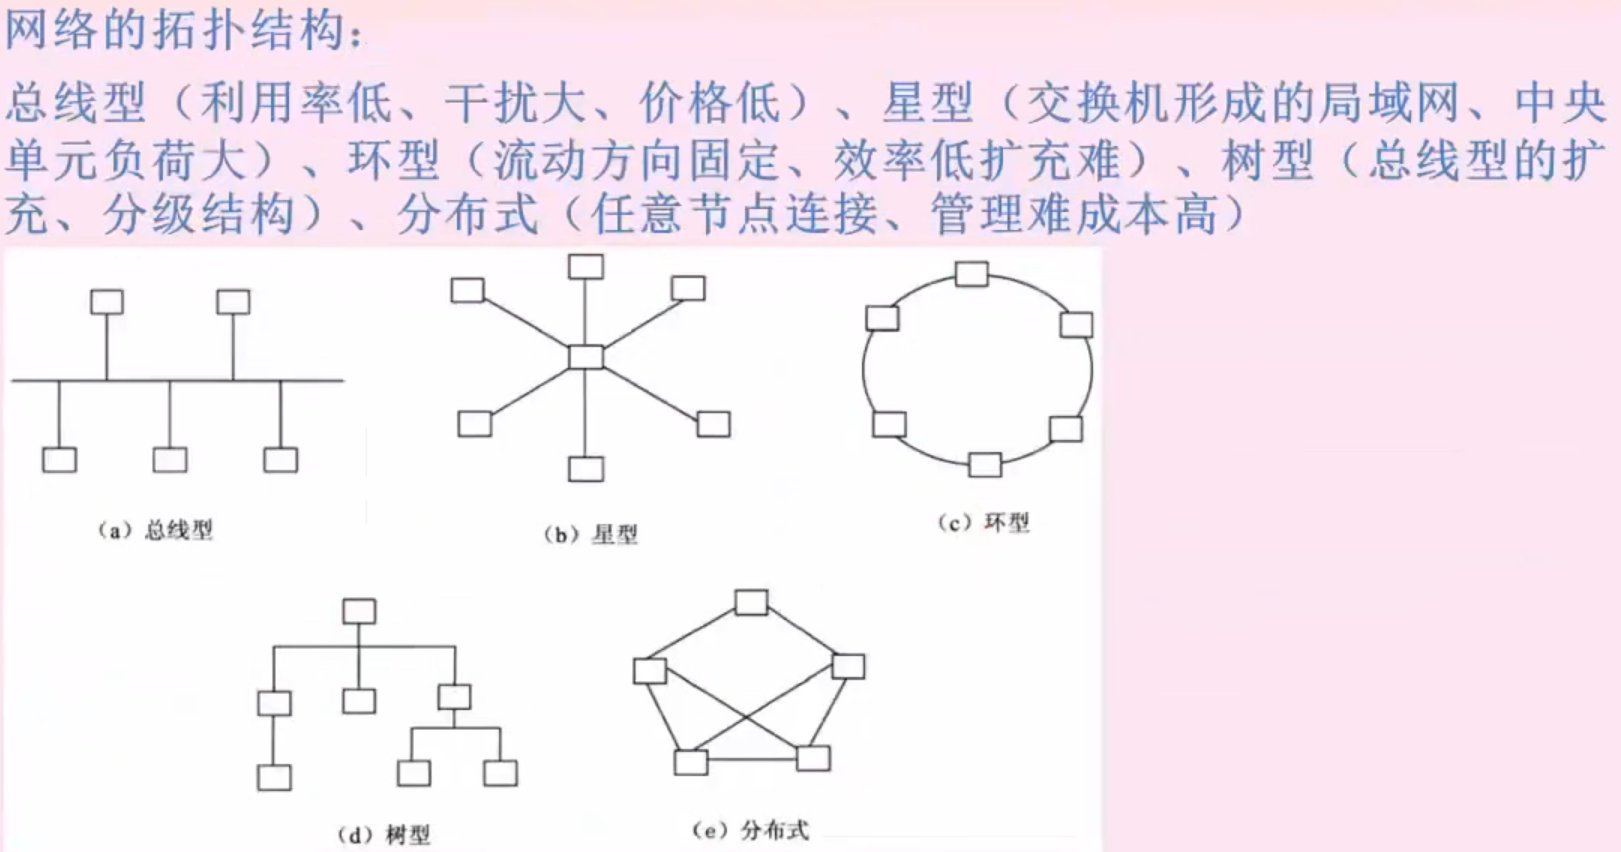 网络的拓扑结构：
总线型（利用率低、干扰大、价格低）、星型（交换机形成的局域网、中央
单元负荷大）、环型（流动方向固定、效率低扩充难）、树型（总线型的扩
充、分级结构）、分布式（任意节点连接、管理难成本高）
（a）总线型
（b）星型
（c）环型
（d）树型
（e）分布式